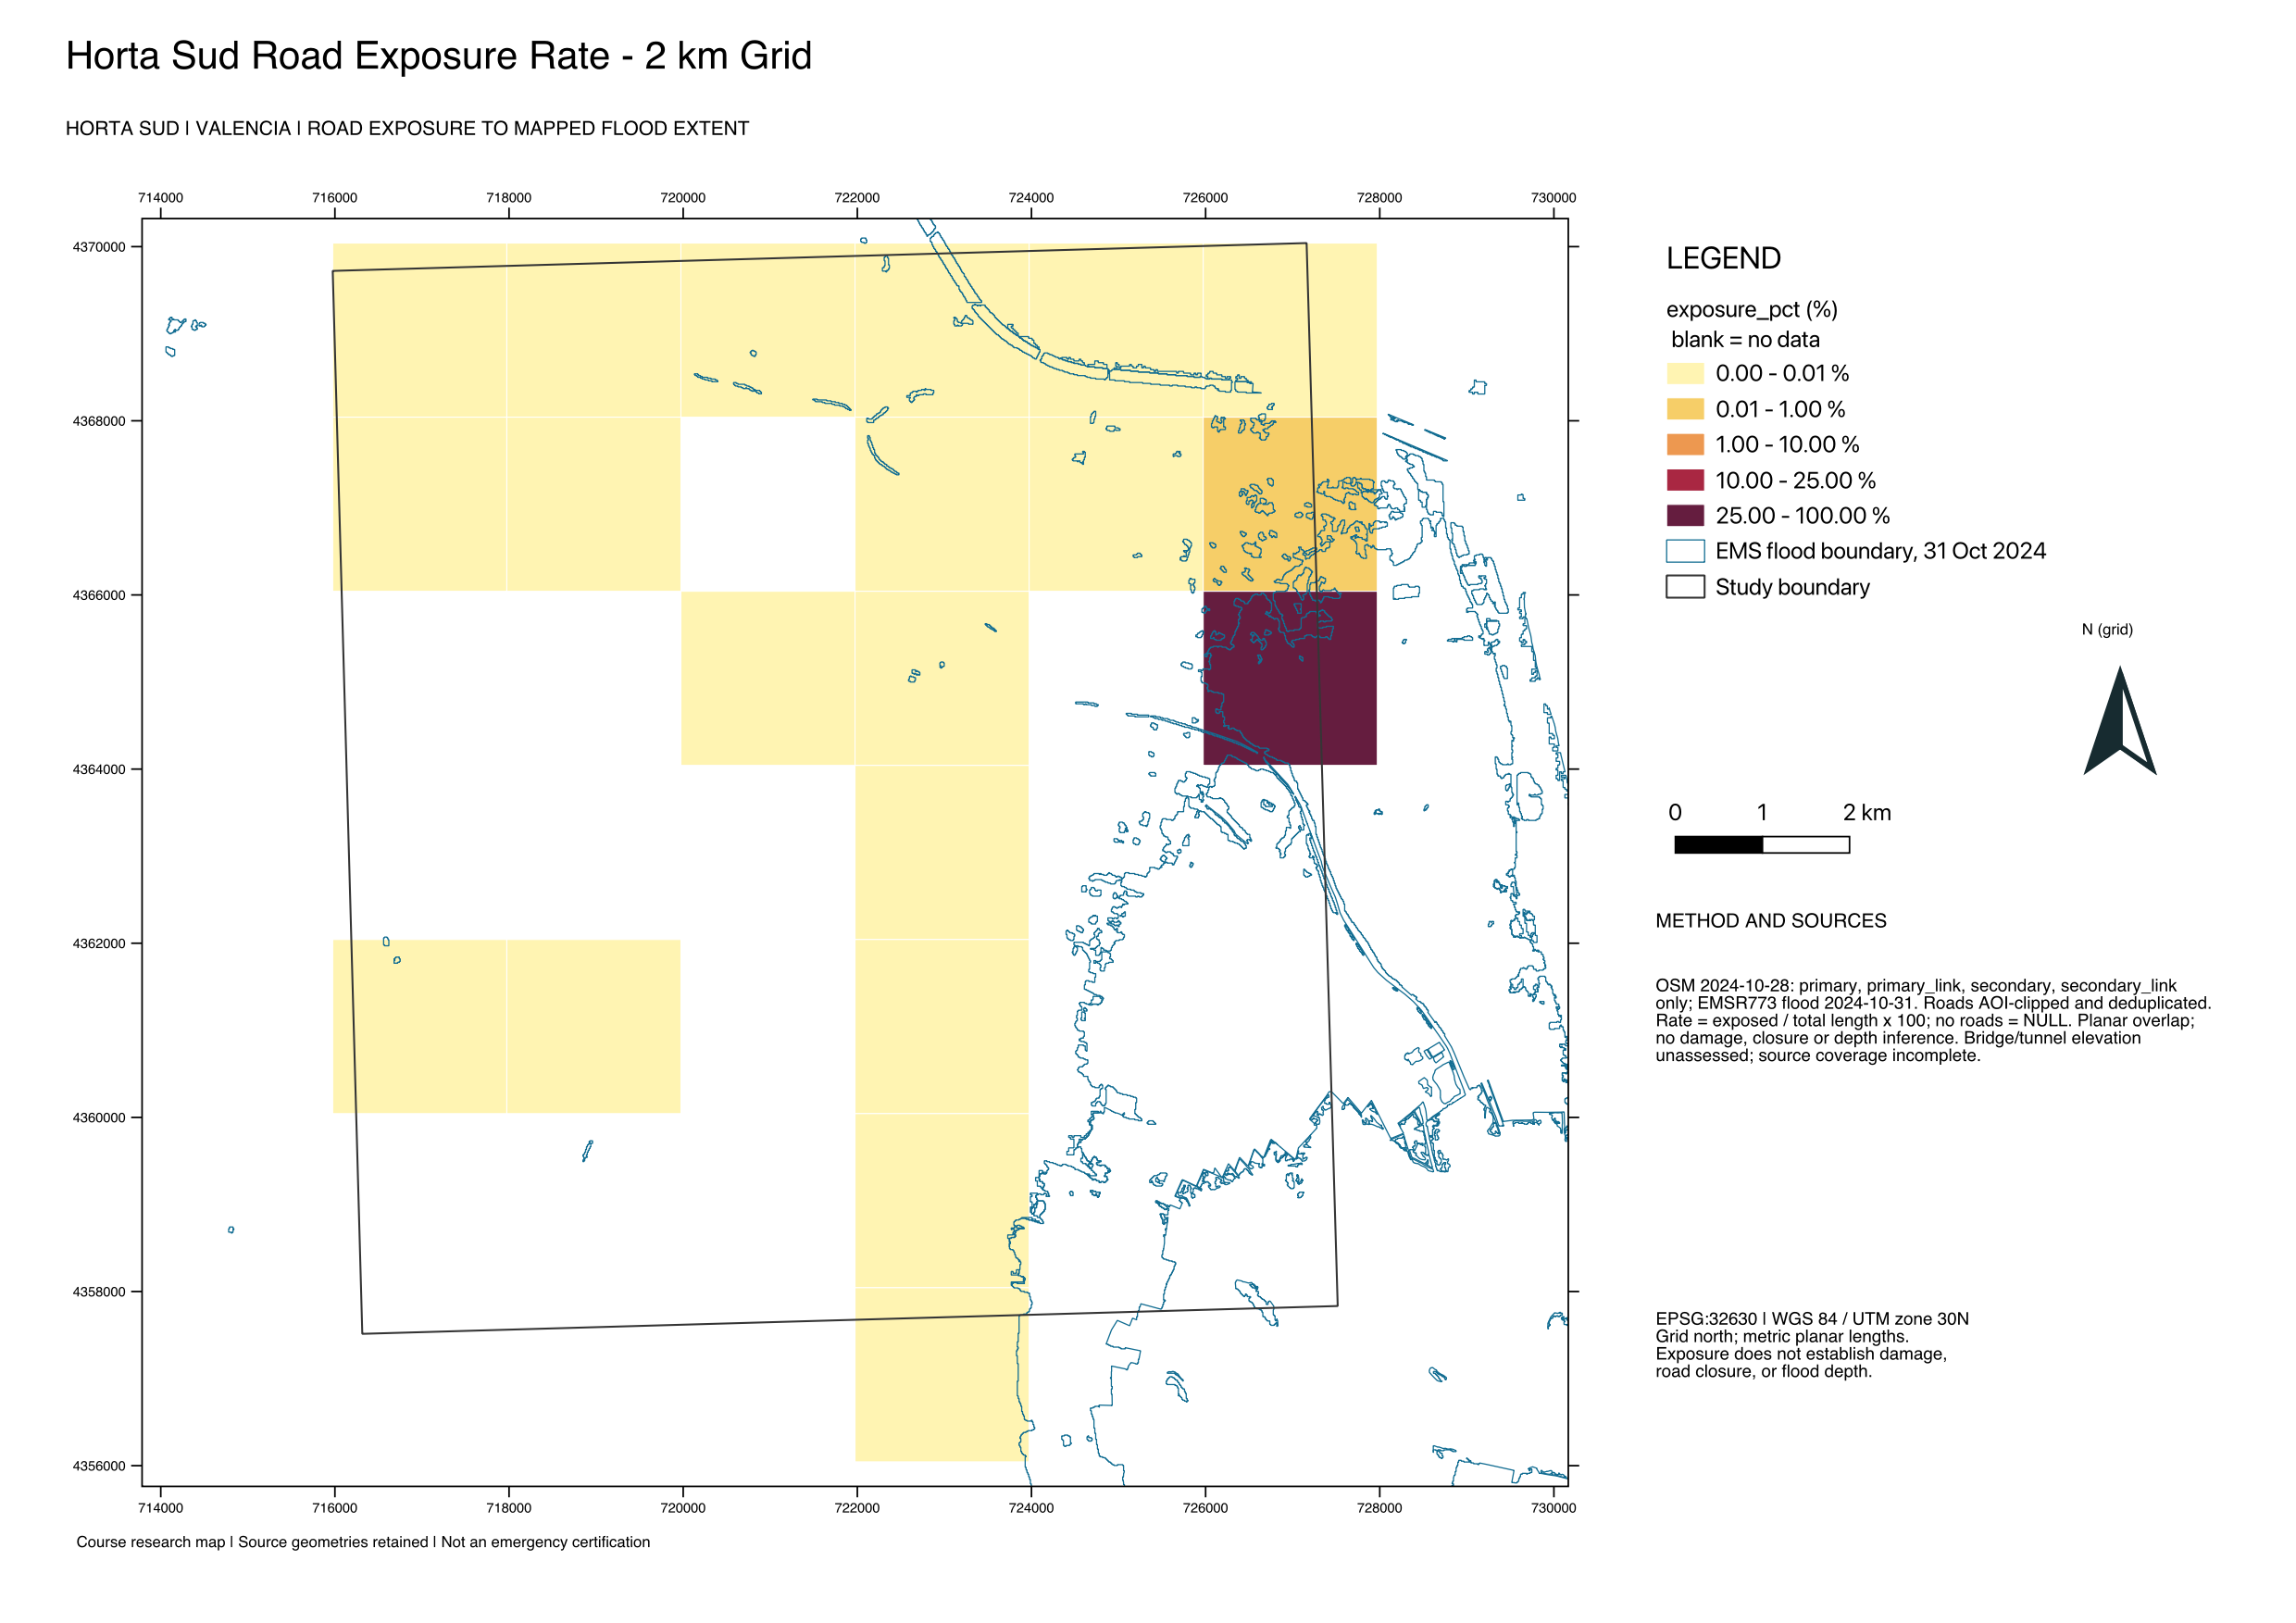 Horta Sud Road Exposure Rate - 2 km Grid
HORTA SUD | VALENCIA | ROAD EXPOSURE TO MAPPED FLOOD EXTENT
714000 716000 718000 720000 722000 724000 726000 728000 730000
4370000
4368000
4366000
4364000
4362000
4360000
4358000
4356000
714000 716000 718000 720000 722000 724000 726000 728000 730000
Course research map | Source geometries retained | Not an emergency certification
LEGEND
exposure_pct (%)
blank = no data
0.00 - 0.01 %
0.01 - 1.00 %
1.00 - 10.00 %
10.00 - 25.00 %
25.00 - 100.00 %
EMS flood boundary, 31 Oct 2024
Study boundary
N (grid)
0 1 2 km
METHOD AND SOURCES
OSM 2024-10-28: primary, primary_link, secondary, secondary_link
only; EMSR773 flood 2024-10-31. Roads AOI-clipped and deduplicated.
Rate = exposed / total length x 100; no roads = NULL. Planar overlap;
no damage, closure or depth inference. Bridge/tunnel elevation
unassessed; source coverage incomplete.
EPSG:32630 | WGS 84 / UTM zone 30N
Grid north; metric planar lengths.
Exposure does not establish damage,
road closure, or flood depth.